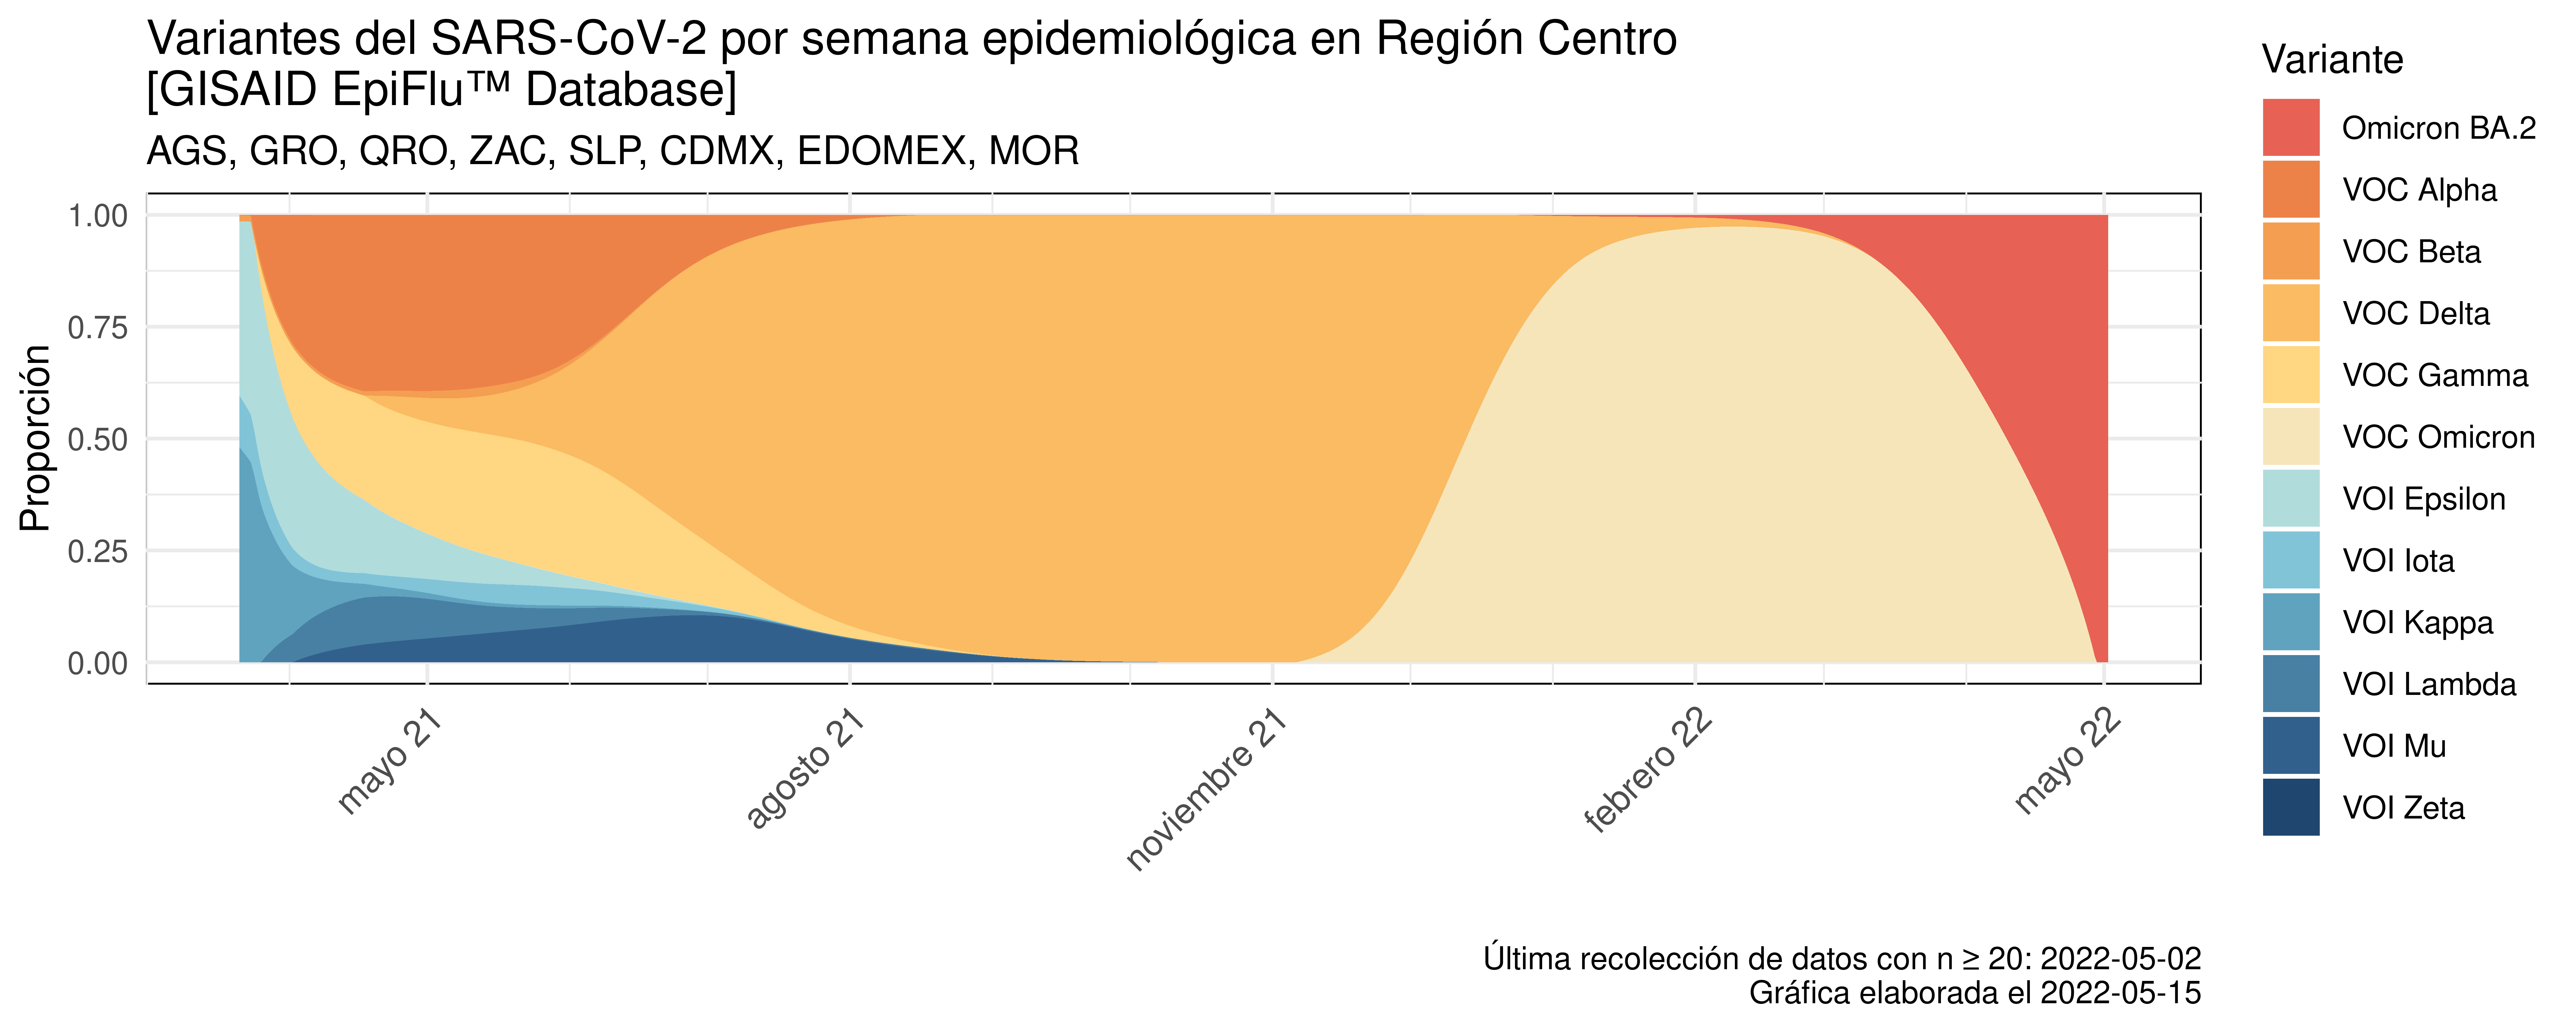 Variantes del SARS-CoV-2 por semana epidemiológica en Región Centro
[GISAID EpiFlu™ Database]
AGS, GRO, QRO, ZAC, SLP, CDMX, EDOMEX, MOR
Proporción
1.00
0.75
0.50
0.25
0.00
mayo 21
agosto 21
noviembre 21
febrero 22
mayo 22
Variante
Omicron BA.2
VOC Alpha
VOC Beta
VOC Delta
VOC Gamma
VOC Omicron
VOI Epsilon
VOI Iota
VOI Kappa
VOI Lambda
VOI Mu
VOI Zeta
Última recolección de datos con n ≥ 20: 2022-05-02
Gráfica elaborada el 2022-05-15